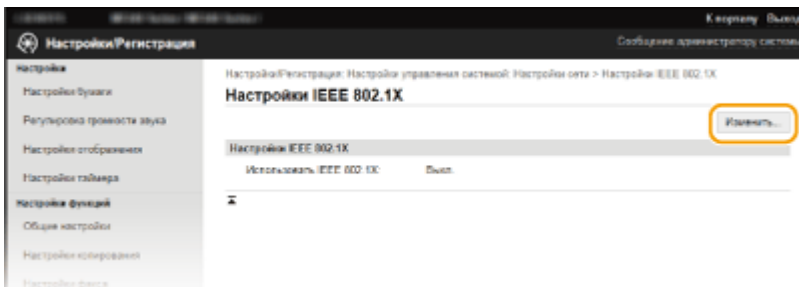 К порталу Выход
Настройки/Регистрация
Сообщение администратору системы
Настройки
Настройки бумаги
Регулировка громкости звука
Настройки отображения
Настройки таймера
Настройки функций
Общие настройки
Настройки копирования
Настройки факса
Настройки/Регистрация: Настройки управления системой: Настройки сети > Настройки IEEE 802.1X
Настройки IEEE 802.1X
Изменить...
Настройки IEEE 802.1X
Использовать IEEE 802.1X: Выкл.